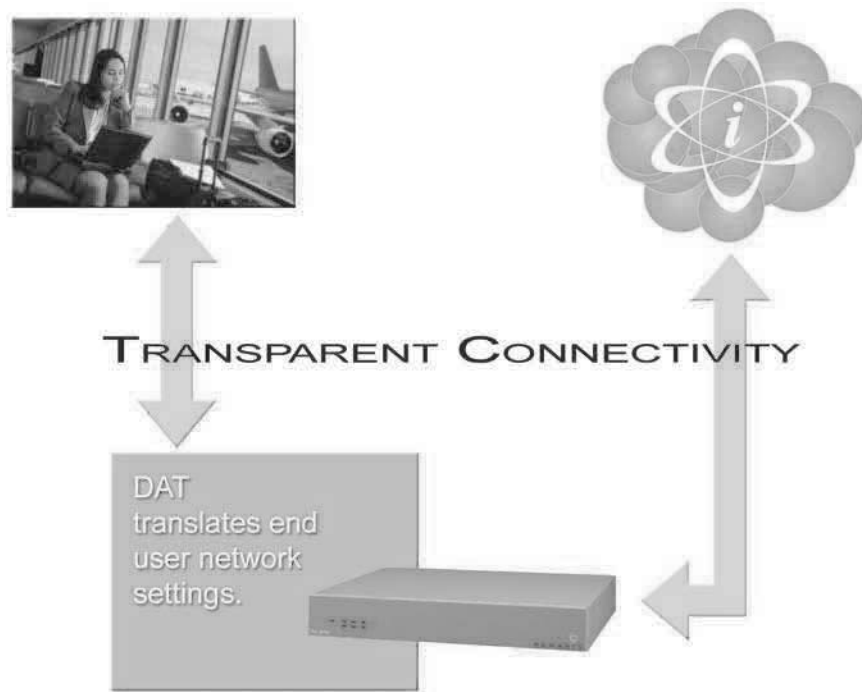 i
TRANSPARENT CONNECTIVITY
DAT
translates end
user network
settings.